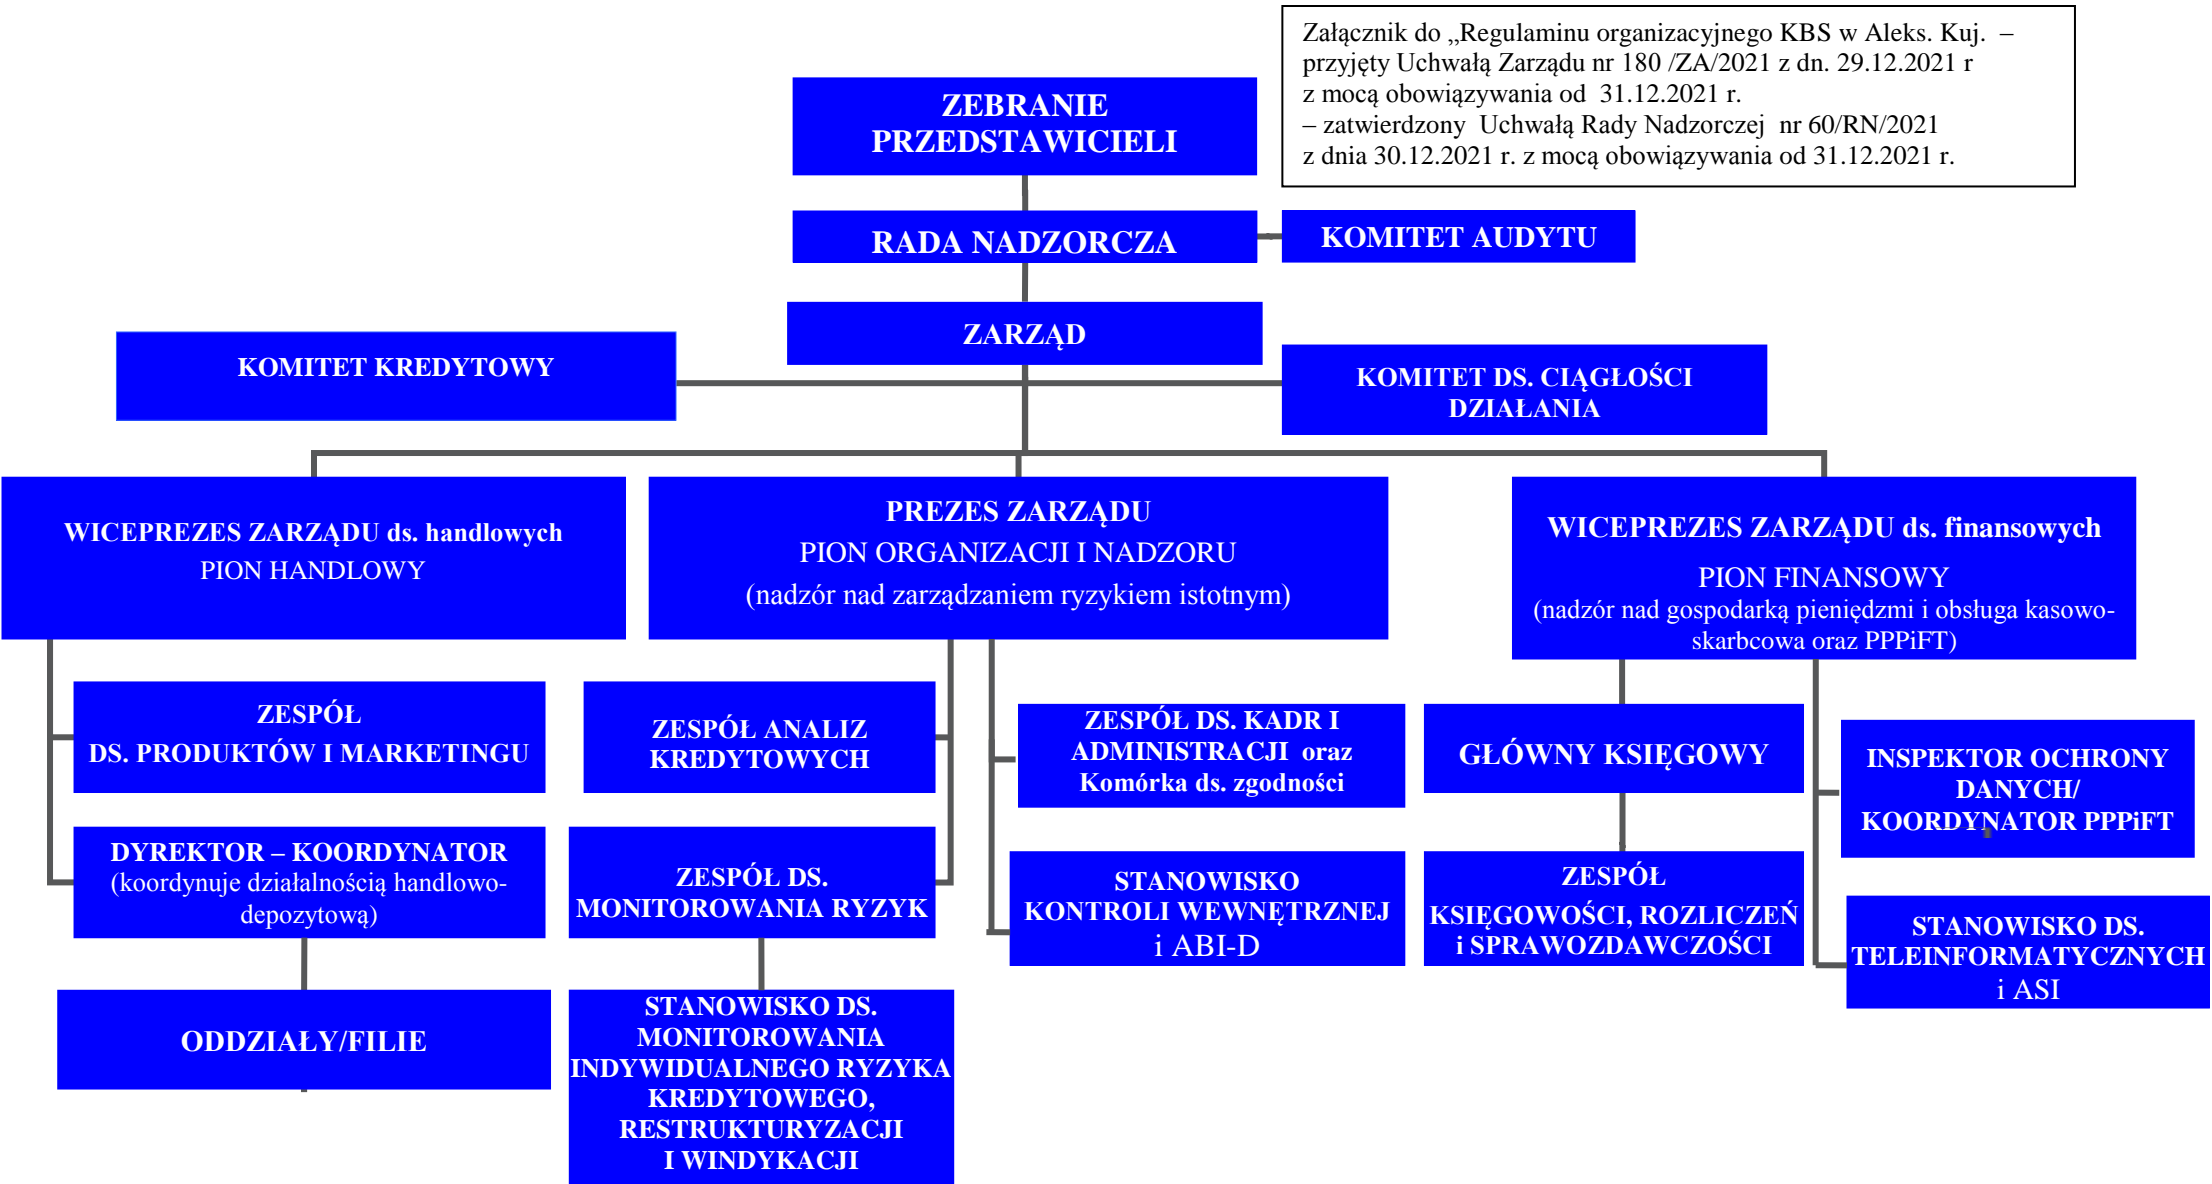 Załącznik do „Regulaminu organizacyjnego KBS w Aleks. Kuj. –
przyjęty Uchwałą Zarządu nr 180 /ZA/2021 z dn. 29.12.2021 r
z mocą obowiązywania od 31.12.2021 r.
– zatwierdzony Uchwałą Rady Nadzorczej nr 60/RN/2021
z dnia 30.12.2021 r. z mocą obowiązywania od 31.12.2021 r.
ZEBRANIE
PRZEDSTAWICIELI
RADA NADZORCZA
KOMITET AUDYTU
ZARZĄD
KOMITET KREDYTOWY
KOMITET DS. CIĄGŁOŚCI
DZIAŁANIA
WICEPREZES ZARZĄDU ds. handlowych
PION HANDLOWY
PREZES ZARZĄDU
PION ORGANIZACJI I NADZORU
(nadzór nad zarządzaniem ryzykiem istotnym)
WICEPREZES ZARZĄDU ds. finansowych
PION FINANSOWY
(nadzór nad gospodarką pieniędzmi i obsługa kasowo-
skarbcowa oraz PPPiFT)
ZESPÓŁ
DS. PRODUKTÓW I MARKETINGU
DYREKTOR – KOORDYNATOR
(koordynuje działalnością handlowo-
depozytową)
ODDZIAŁY/FILIE
ZESPÓŁ ANALIZ
KREDYTOWYCH
ZESPÓŁ DS.
MONITOROWANIA RYZYK
STANOWISKO DS.
MONITOROWANIA
INDYWIDUALNEGO RYZYKA
KREDYTOWEGO,
RESTRUKTURYZACJI
I WINDYKACJI
ZESPÓŁ DS. KADR I
ADMINISTRACJI oraz
Komórka ds. zgodności
STANOWISKO
KONTROLI WEWNĘTRZNEJ
i ABI-D
GŁÓWNY KSIĘGOWY
ZESPÓŁ
KSIĘGOWOŚCI, ROZLICZEŃ
i SPRAWOZDAWCZOŚCI
INSPEKTOR OCHRONY
DANYCH/
KOORDYNATOR PPPiFT
STANOWISKO DS.
TELEINFORMATYCZNYCH
i ASI